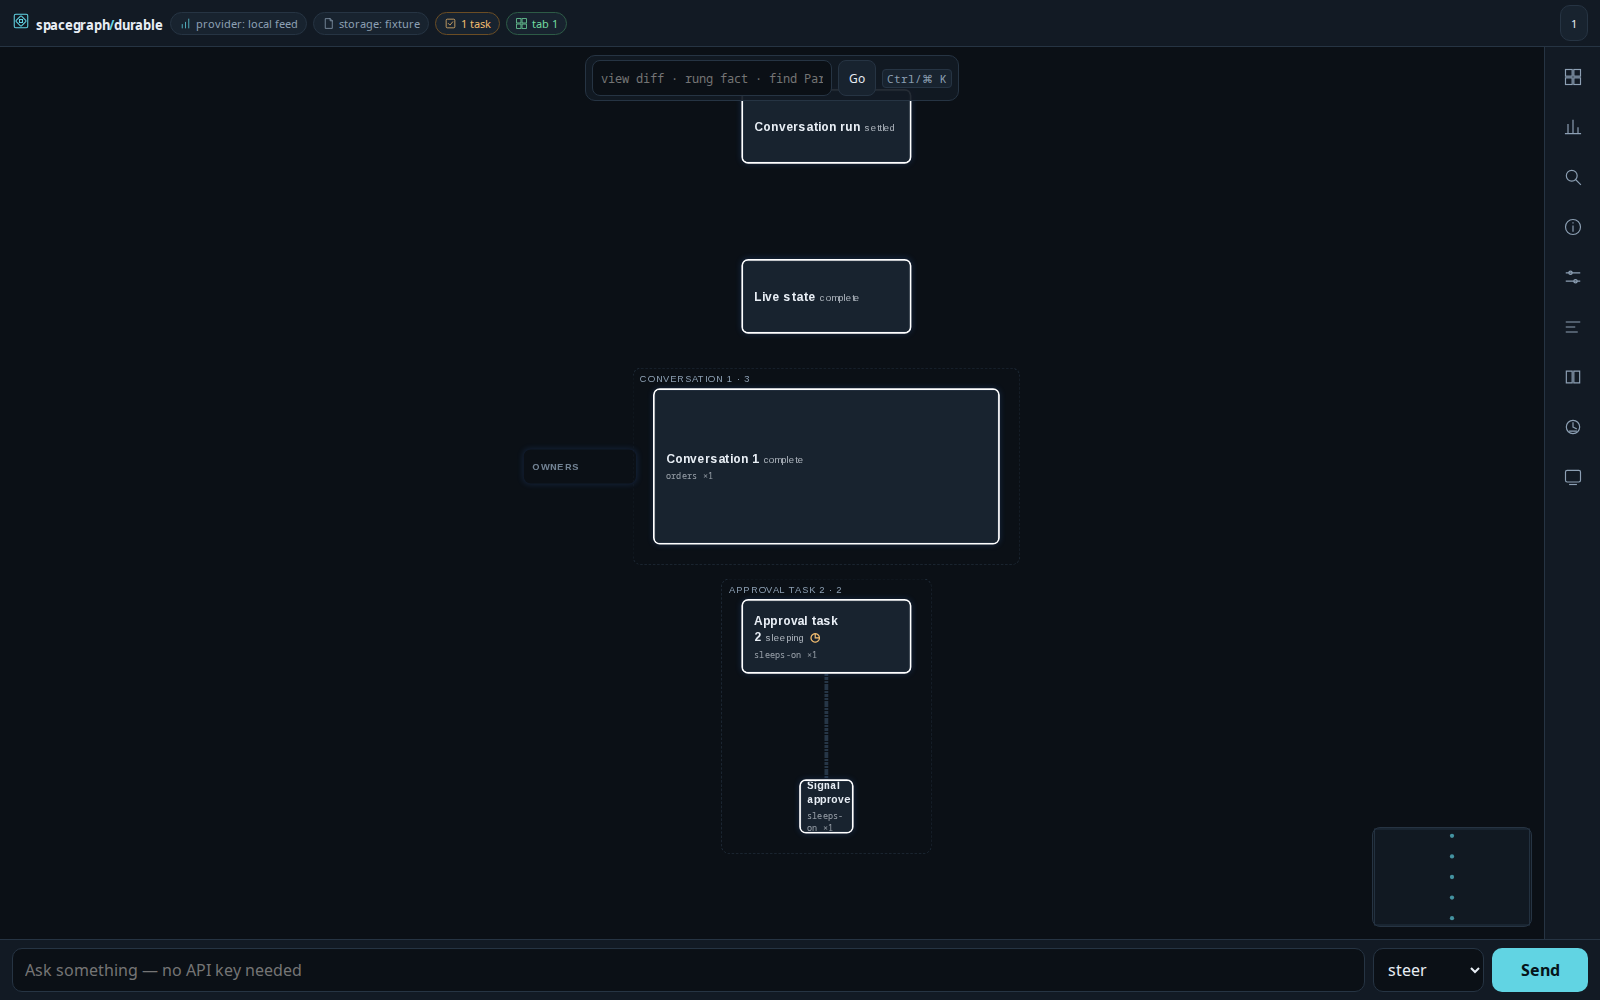 spacegraph/durable
provider: local feed
storage: fixture
1 task
tab 1
1
view diff · rung fact · find Par
Go
Ctrl/⌘ K
Conversation run settled
Live state complete
CONVERSATION 1 · 3
Conversation 1 complete
orders ×1
OWNERS
APPROVAL TASK 2 · 2
Approval task
2 sleeping
sleeps-on ×1
Signal
approve
sleeps-
on ×1
Ask something — no API key needed
steer
Send